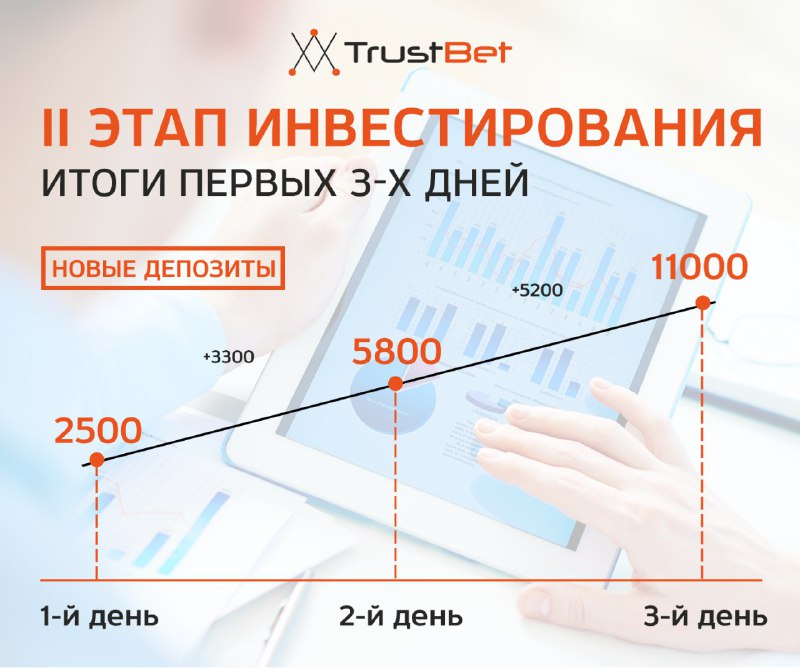 TrustBet
II ЭТАП ИНВЕСТИРОВАНИЯ
ИТОГИ ПЕРВЫХ 3-Х ДНЕЙ
НОВЫЕ ДЕПОЗИТЫ
11000
+5200
5800
+3300
2500
1-й день
2-й день
3-й день